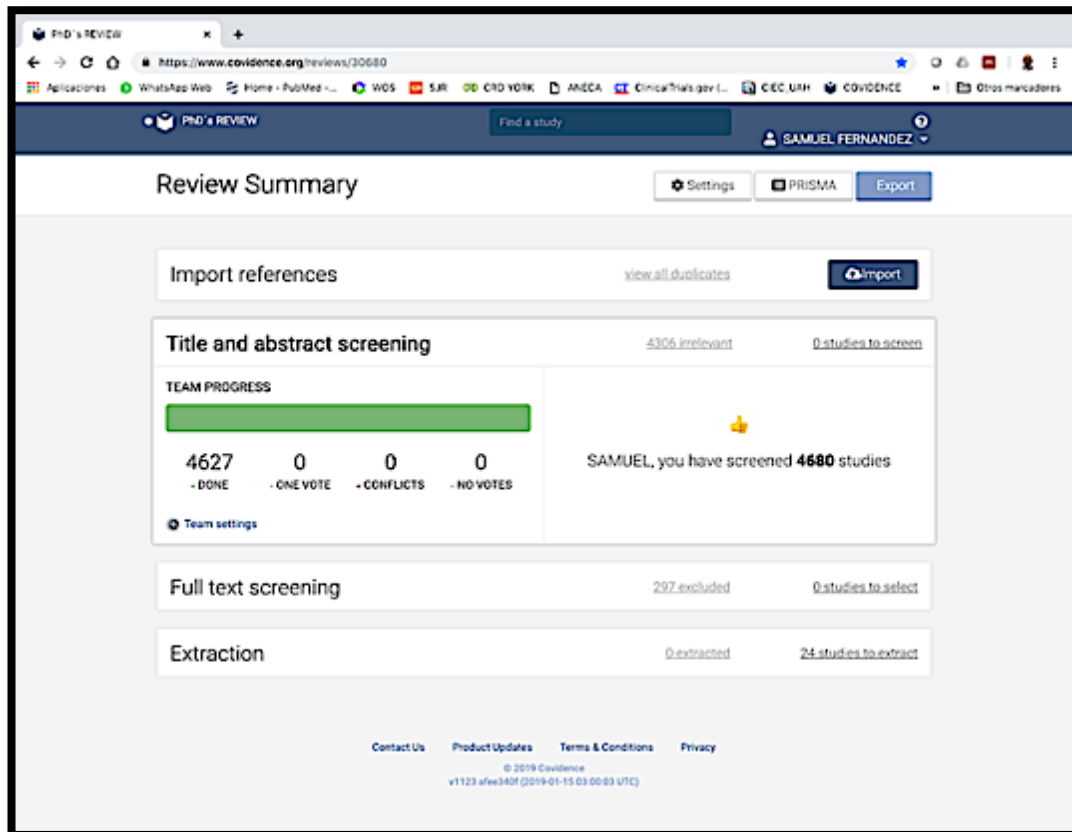 PhD's REVIEW
https://www.covidence.org/reviews/30680
Aplicaciones WhatsApp Web Home - PubMed -... WOS SJR CRD YORK ANECA ClinicalTrials.gov (... CEIC, UAH COVIDENCE » Otros marcadores
PhD's REVIEW Find a study
SAMUEL FERNANDEZ
Review Summary Settings PRISMA Export
Import references view all duplicates Import
Title and abstract screening 4306 irrelevant 0 studies to screen
TEAM PROGRESS
4627 0 0 0
DONE ONE VOTE CONFLICTS NO VOTES
SAMUEL, you have screened 4680 studies
Team settings
Full text screening 297 excluded 0 studies to select
Extraction 0 extracted 24 studies to extract
Contact Us Product Updates Terms & Conditions Privacy
© 2019 Covidence
v1123 afee340f (2019-01-15 03:00:03 UTC)